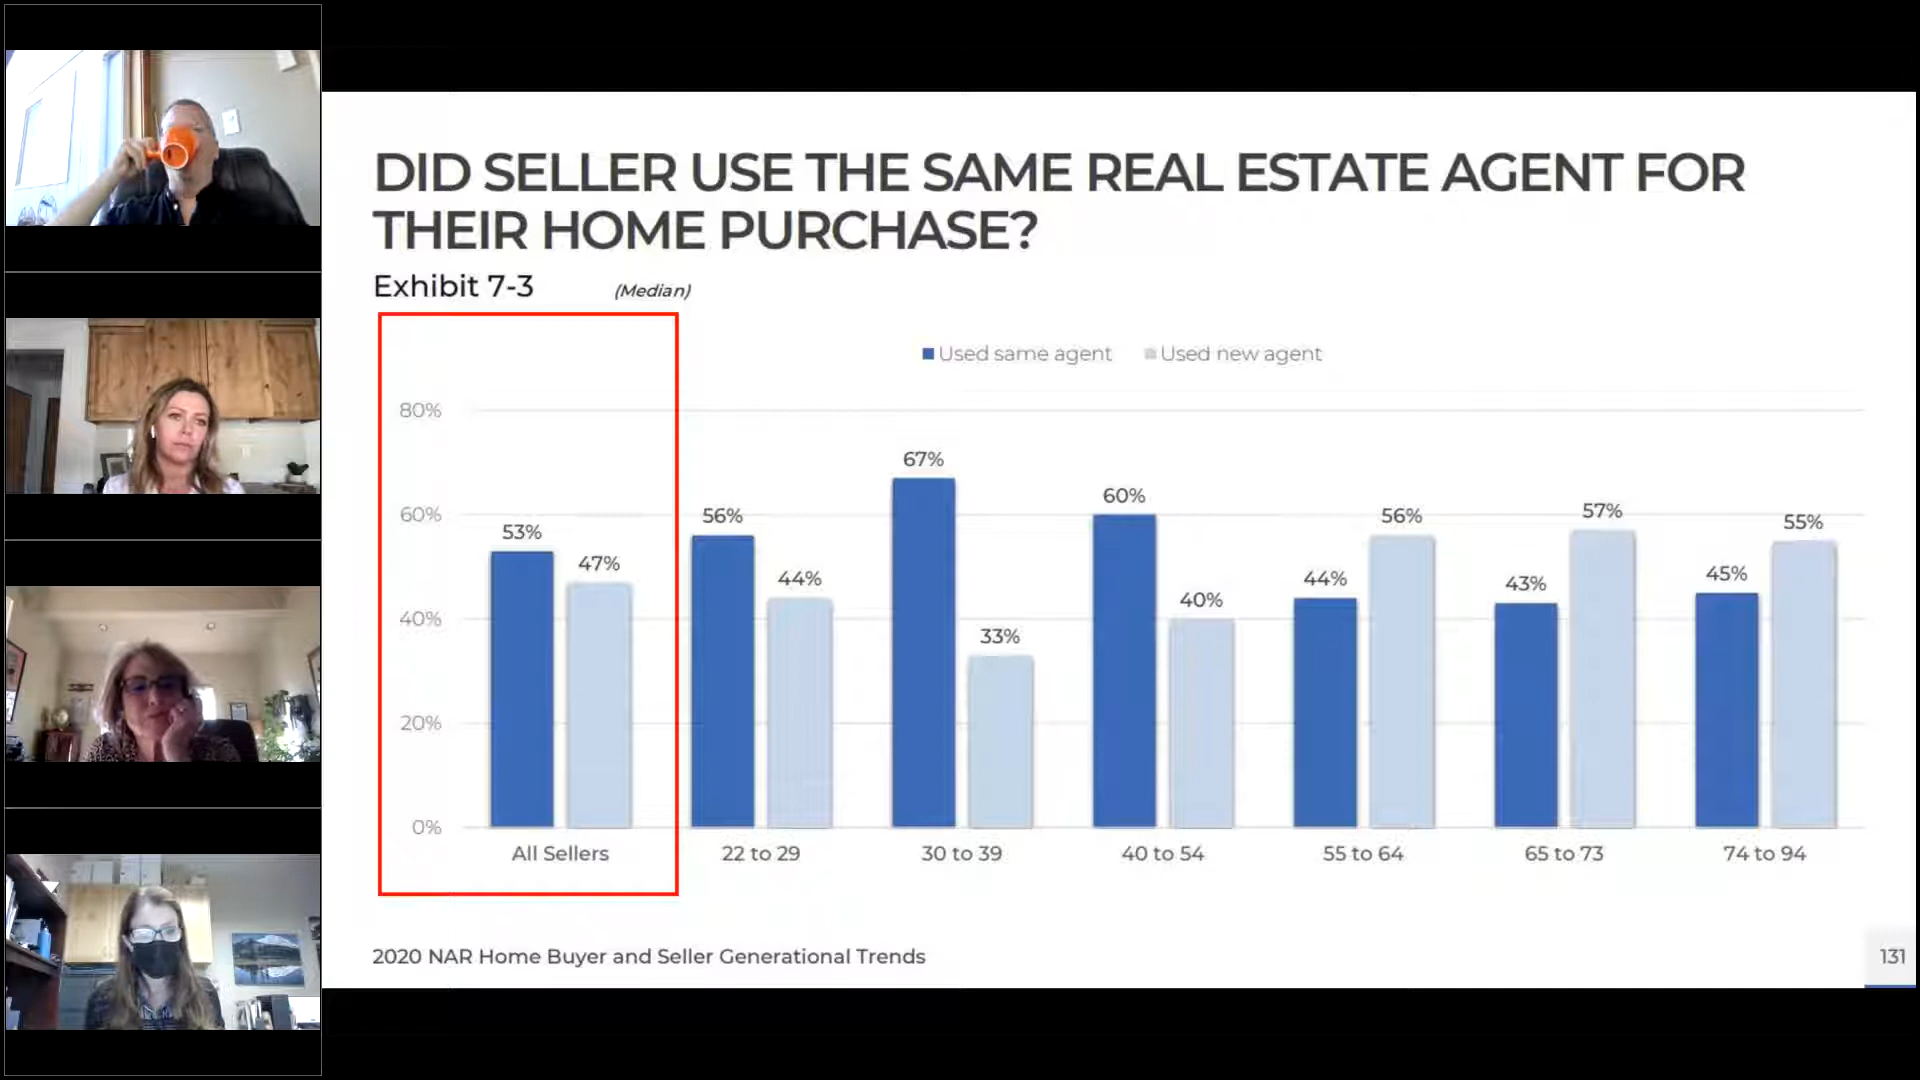 DID SELLER USE THE SAME REAL ESTATE AGENT FOR
THEIR HOME PURCHASE?
Exhibit 7-3 (Median)
Used same agent Used new agent
80%
60%
40%
20%
0%
53%
47%
56%
44%
67%
33%
60%
40%
44%
56%
43%
57%
45%
55%
All Sellers
22 to 29
30 to 39
40 to 54
55 to 64
65 to 73
74 to 94
2020 NAR Home Buyer and Seller Generational Trends
131